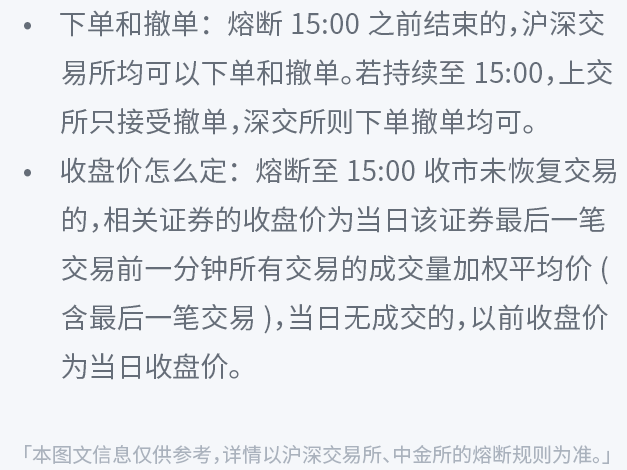 • 下单和撤单：熔断 15:00 之前结束的，沪深交
易所均可以下单和撤单。若持续至 15:00，上交
所只接受撤单，深交所则下单撤单均可。
• 收盘价怎么定：熔断至 15:00 收市未恢复交易
的，相关证券的收盘价为当日该证券最后一笔
交易前一分钟所有交易的成交量加权平均价 (
含最后一笔交易 )，当日无成交的，以前收盘价
为当日收盘价。
「本图文信息仅供参考，详情以沪深交易所、中金所的熔断规则为准。」